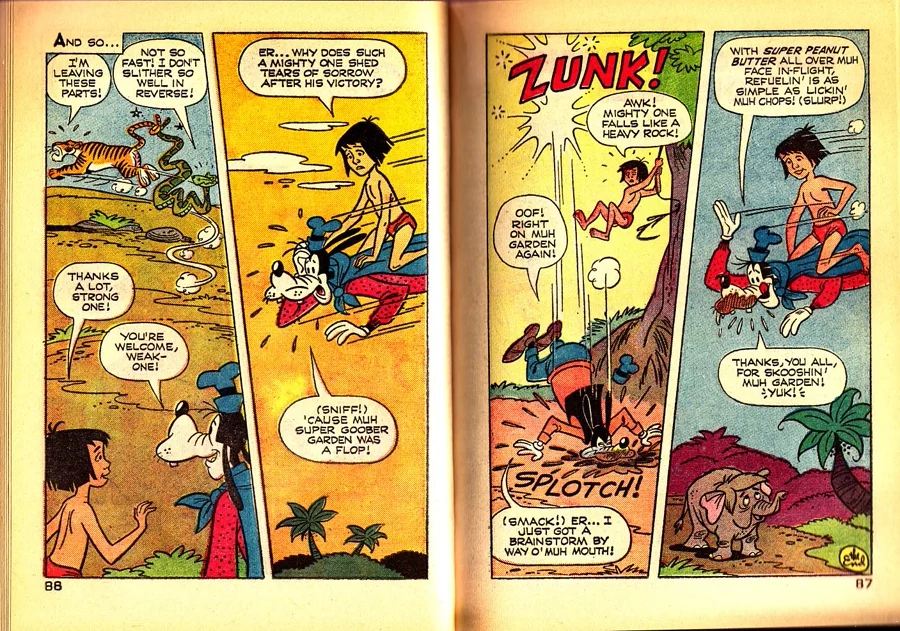 AND SO...
I'M
LEAVING
THESE
PARTS!
NOT SO
FAST! I DON'T
SLITHER SO
WELL IN
REVERSE!
THANKS
A LOT,
STRONG
ONE!
YOU'RE
WELCOME,
WEAK-
ONE!
ER... WHY DOES SUCH
A MIGHTY ONE SHED
TEARS OF SORROW
AFTER HIS VICTORY?
(SNIFF!)
'CAUSE MUH
SUPER GOOBER
GARDEN WAS
A FLOP!
86
ZUNK!
AWK!
MIGHTY ONE
FALLS LIKE A
HEAVY ROCK!
OOF!
RIGHT
ON MUH
GARDEN
AGAIN!
SPLOTCH!
(SMACK!) ER... I
JUST GOT A
BRAINSTORM BY
WAY O' MUH MOUTH!
WITH SUPER PEANUT
BUTTER ALL OVER MUH
FACE IN-FLIGHT,
REFUELIN' IS AS
SIMPLE AS LICKIN'
MUH CHOPS! (SLURP!)
THANKS, YOU ALL,
FOR SKOOSHIN'
MUH GARDEN!
YUK!
End
87